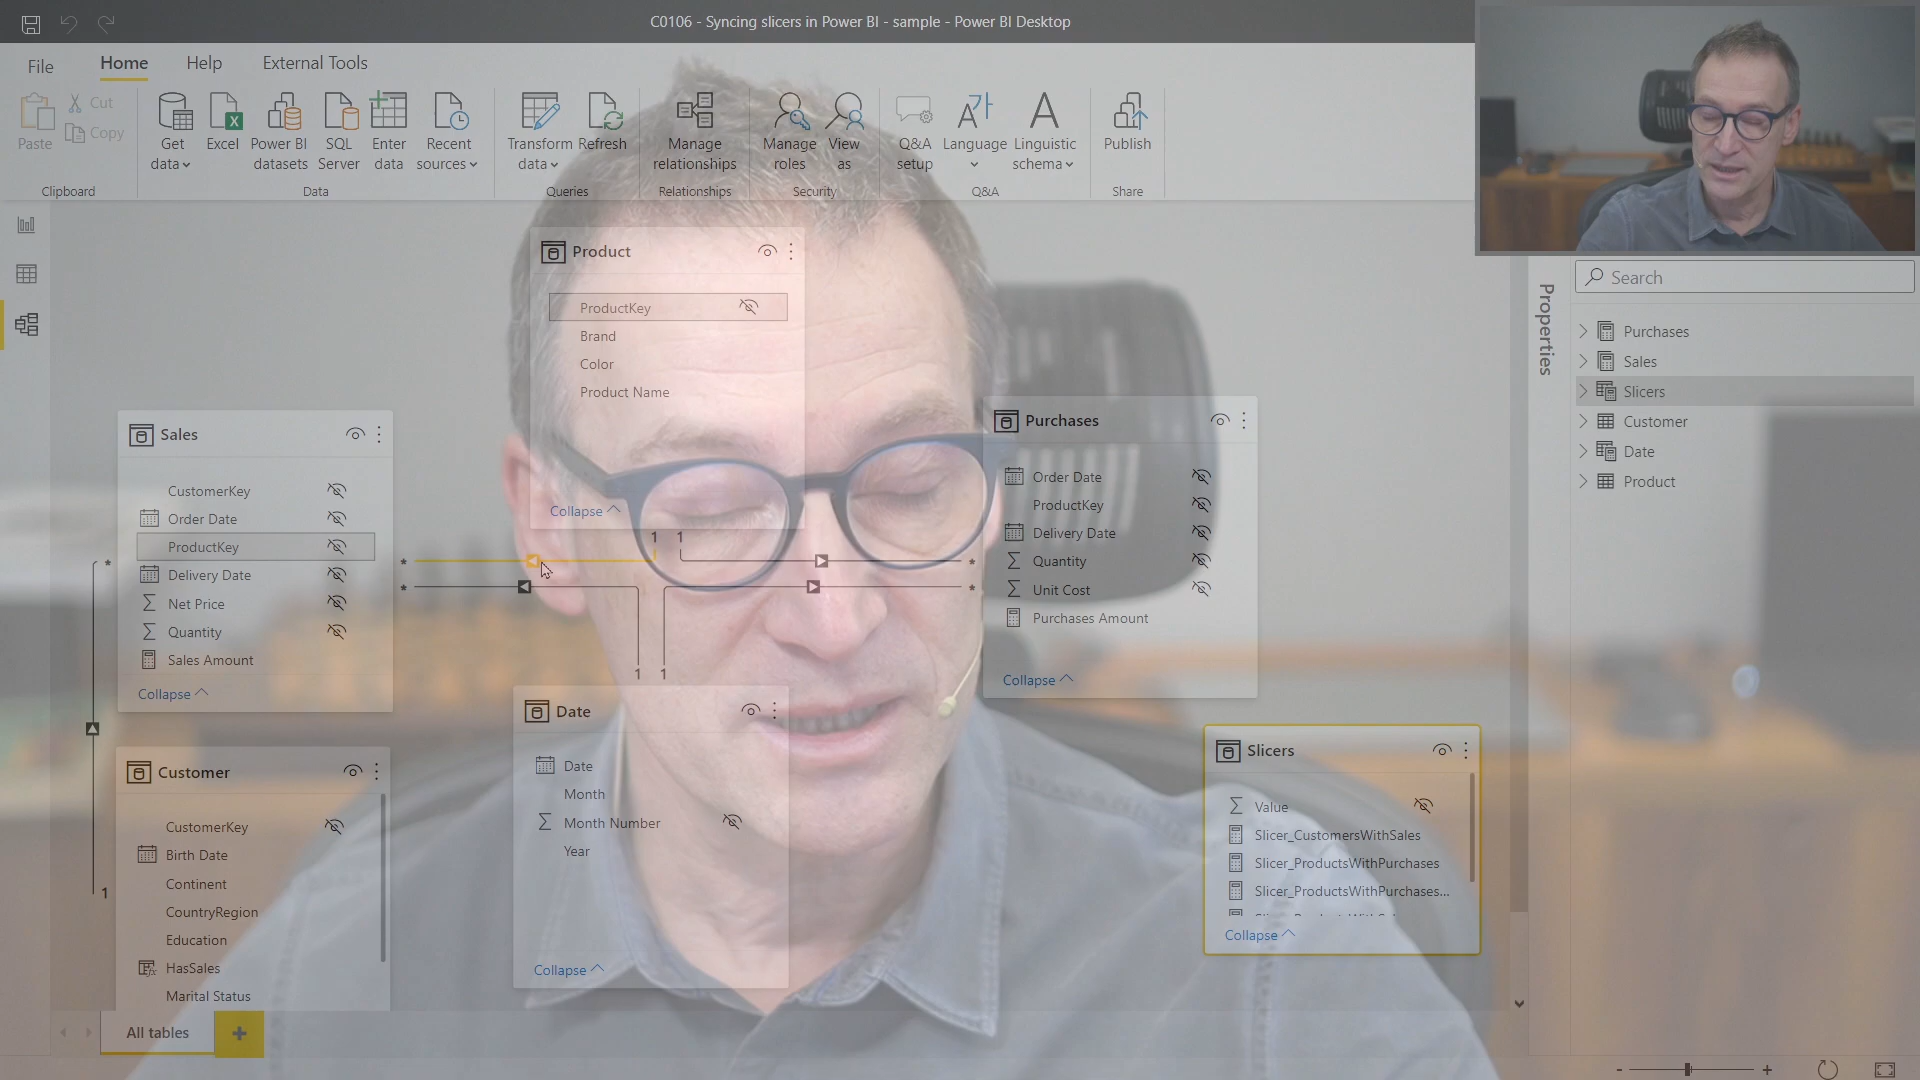 C0106 - Syncing slicers in Power BI - sample - Power BI Desktop
File
Home
Help
External Tools
Paste
Cut
Copy
Clipboard
Get data
Excel
Power BI datasets
SQL Server
Enter data
Recent sources
Data
Transform data
Refresh
Queries
Manage relationships
Relationships
Manage roles
View as
Security
Q&A setup
Language
Linguistic schema
Q&A
Publish
Share
Product
ProductKey
Brand
Color
Product Name
Collapse
Sales
CustomerKey
Order Date
ProductKey
Delivery Date
Net Price
Quantity
Sales Amount
Collapse
Purchases
Order Date
ProductKey
Delivery Date
Quantity
Unit Cost
Purchases Amount
Collapse
* * * 1 1 * *
1 1
1
Customer
CustomerKey
Birth Date
Continent
CountryRegion
Education
HasSales
Marital Status
Date
Date
Month
Month Number
Year
Collapse
Slicers
Value
Slicer_CustomersWithSales
Slicer_ProductsWithPurchases
Slicer_ProductsWithPurchases...
Collapse
Properties
Search
Purchases
Sales
Slicers
Customer
Date
Product
All tables